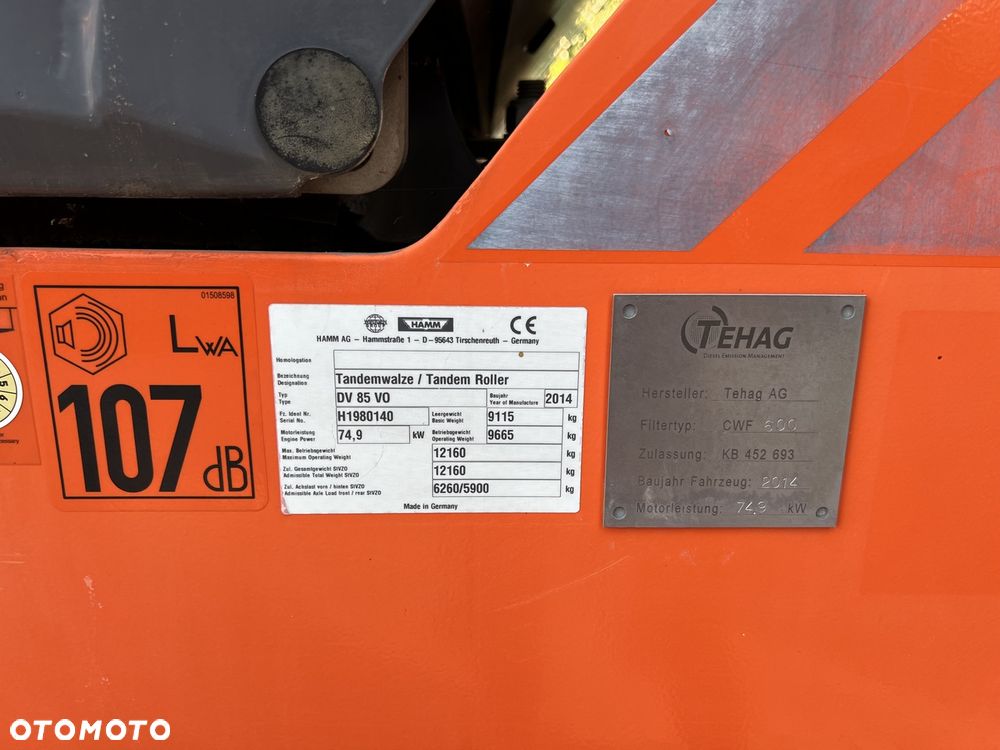 01508598
LWA
107 dB
5
6
HAMM
CE
HAMM AG – Hammstraße 1 – D – 95643 Tirschenreuth – Germany
Homologation
Bezeichnung
Designation
Tandemwalze / Tandem Roller
Typ
Type
DV 85 VO
Baujahr
Year of Manufacture
2014
Fz. Ident Nr.
Serial No.
H1980140
Leergewicht
Basic Weight
9115 kg
Motorleistung
Engine Power
74,9 kW
Betriebsgewicht
Operating Weight
9665 kg
Max. Betriebsgewicht
Maximum Operating Weight
12160 kg
Zul. Gesamtgewicht StVZO
Admissible Total Weight StVZO
12160 kg
Zul. Achslast vorn / hinten StVZO
Admissible Axle Load front / rear StVZO
6260/5900 kg
Made in Germany
TEHAG
DIESEL EMISSION MANAGEMENT
Hersteller: Tehag AG
Filtertyp: CWF 600
Zulassung: KB 452 693
Baujahr Fahrzeug: 2014
Motorleistung: 74,9 kW
OTOMOTO